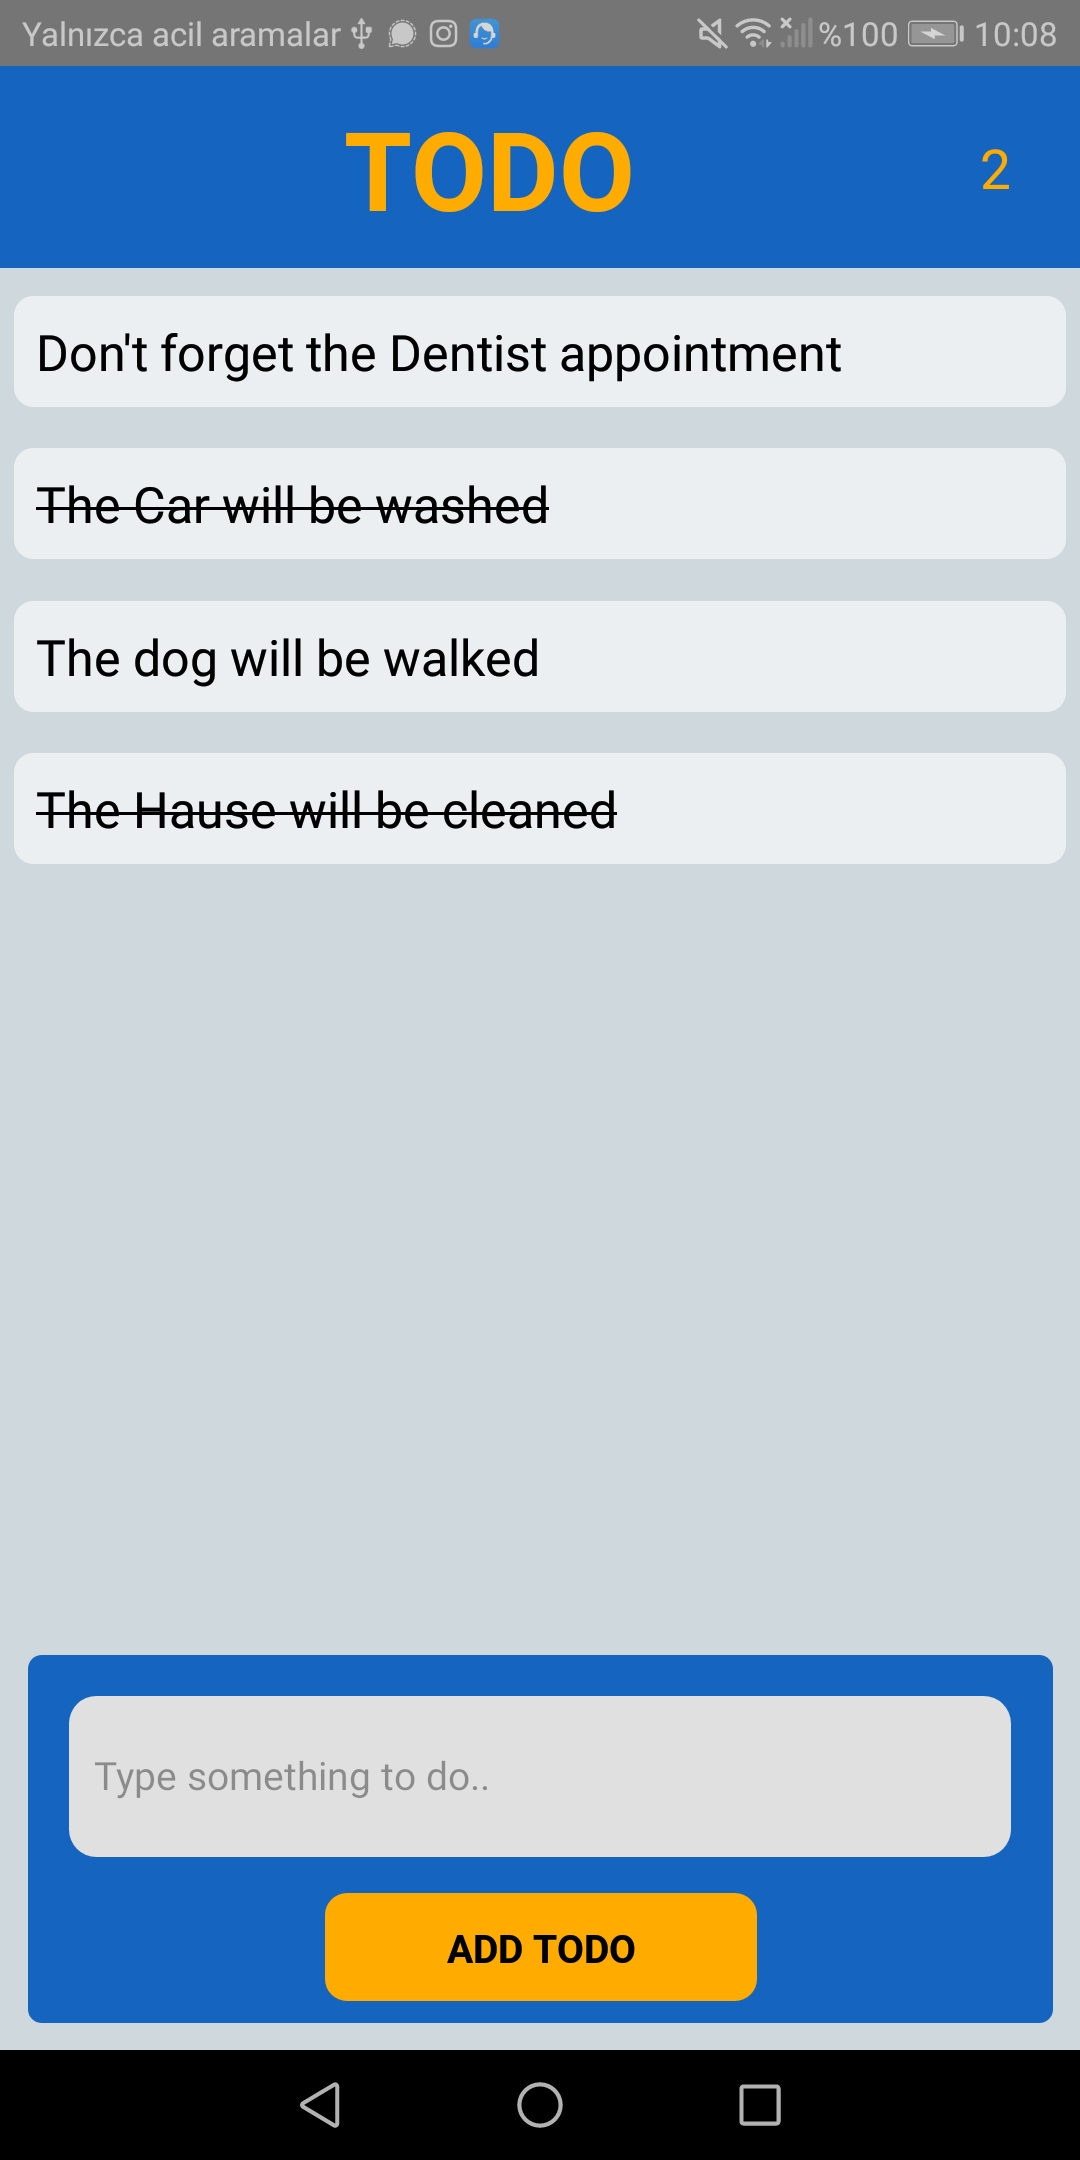 Yalnızca acil aramalar %100 10:08
TODO 2
Don't forget the Dentist appointment
The Car will be washed
The dog will be walked
The Hause will be cleaned
Type something to do..
ADD TODO